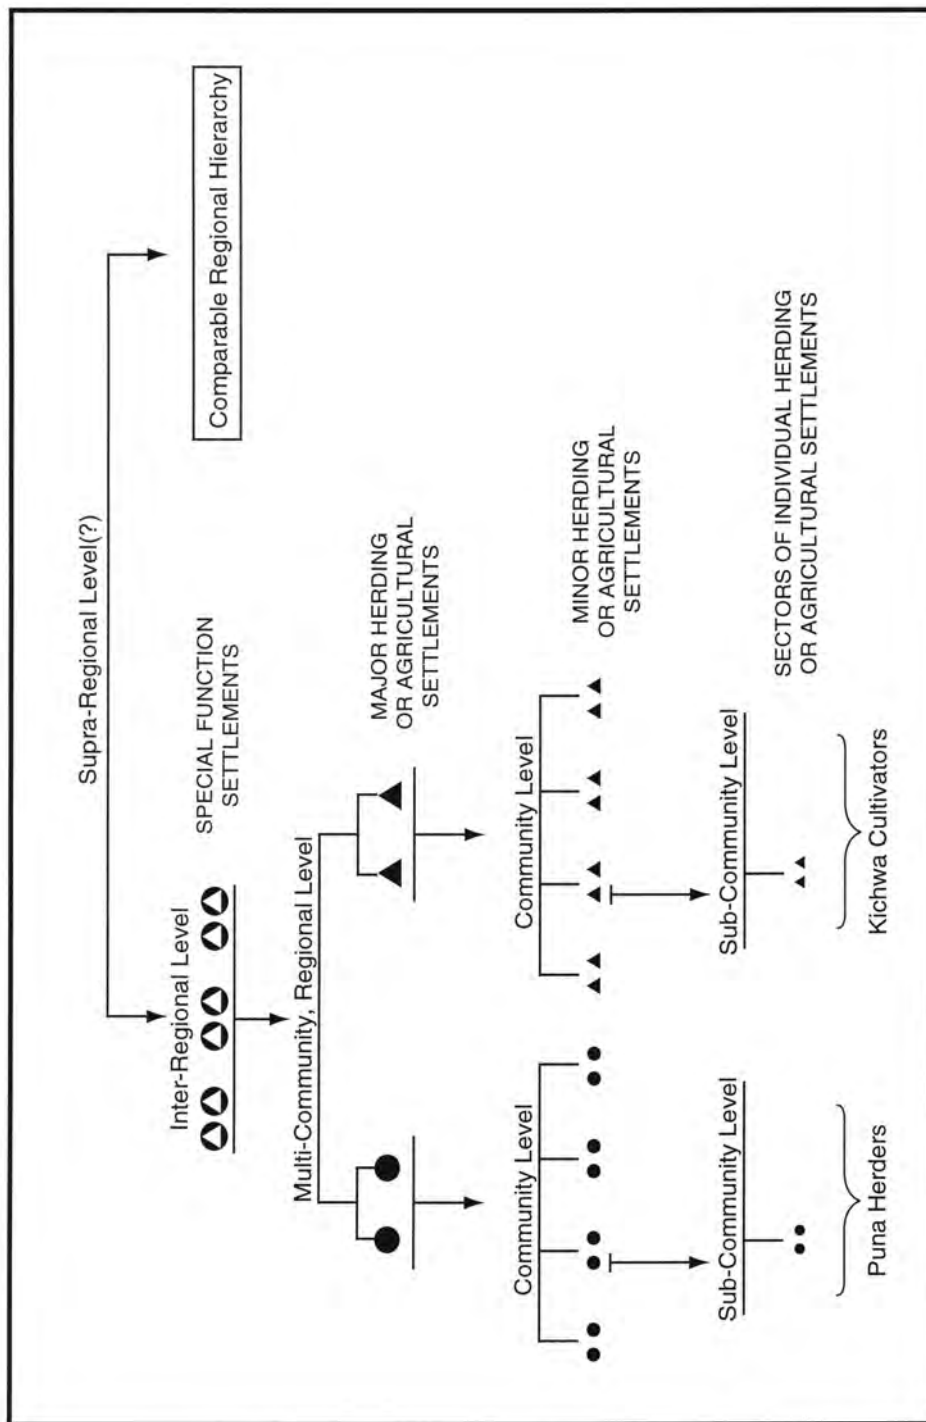 Supra-Regional Level(?)
Comparable Regional Hierarchy
Inter-Regional Level
SPECIAL FUNCTION
SETTLEMENTS
Multi-Community, Regional Level
MAJOR HERDING
OR AGRICULTURAL
SETTLEMENTS
Community Level
Community Level
MINOR HERDING
OR AGRICULTURAL
SETTLEMENTS
Sub-Community Level
Sub-Community Level
SECTORS OF INDIVIDUAL HERDING
OR AGRICULTURAL SETTLEMENTS
Puna Herders
Kichwa Cultivators